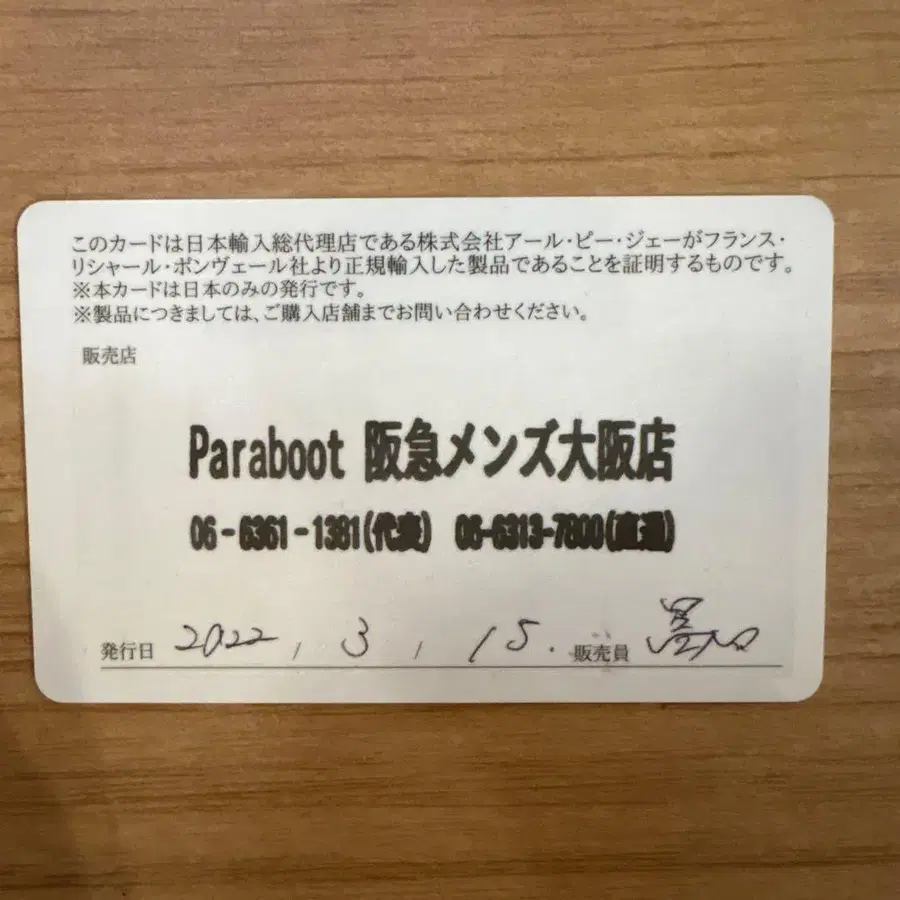 このカードは日本輸入総代理店である株式会社アール・ピー・ジェーがフランス・
リシャール・ポンヴェール社より正規輸入した製品であることを証明するものです。
※本カードは日本のみの発行です。
※製品につきましては、ご購入店舗までお問い合わせください。
販売店
Paraboot 阪急メンズ大阪店
06-6361-1381(代表) 06-6313-7800(直通)
発行日 2022, 3, 15. 販売員